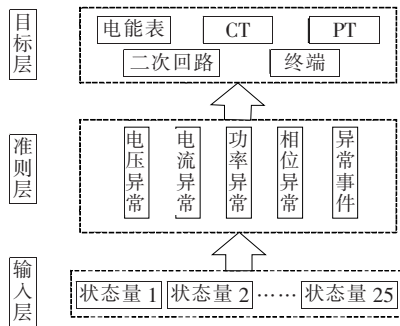 目标层
电能表 CT PT
二次回路 终端
准则层
电压异常 电流异常 功率异常 相位异常 异常事件
输入层
状态量 1 状态量 2 …… 状态量 25